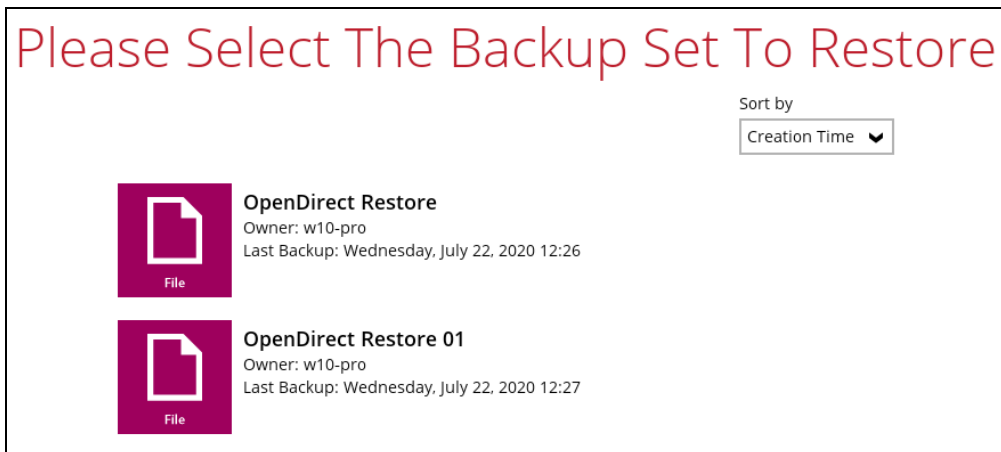 Please Select The Backup Set To Restore
Sort by
Creation Time
OpenDirect Restore
Owner: w10-pro
Last Backup: Wednesday, July 22, 2020 12:26
File
OpenDirect Restore 01
Owner: w10-pro
Last Backup: Wednesday, July 22, 2020 12:27
File